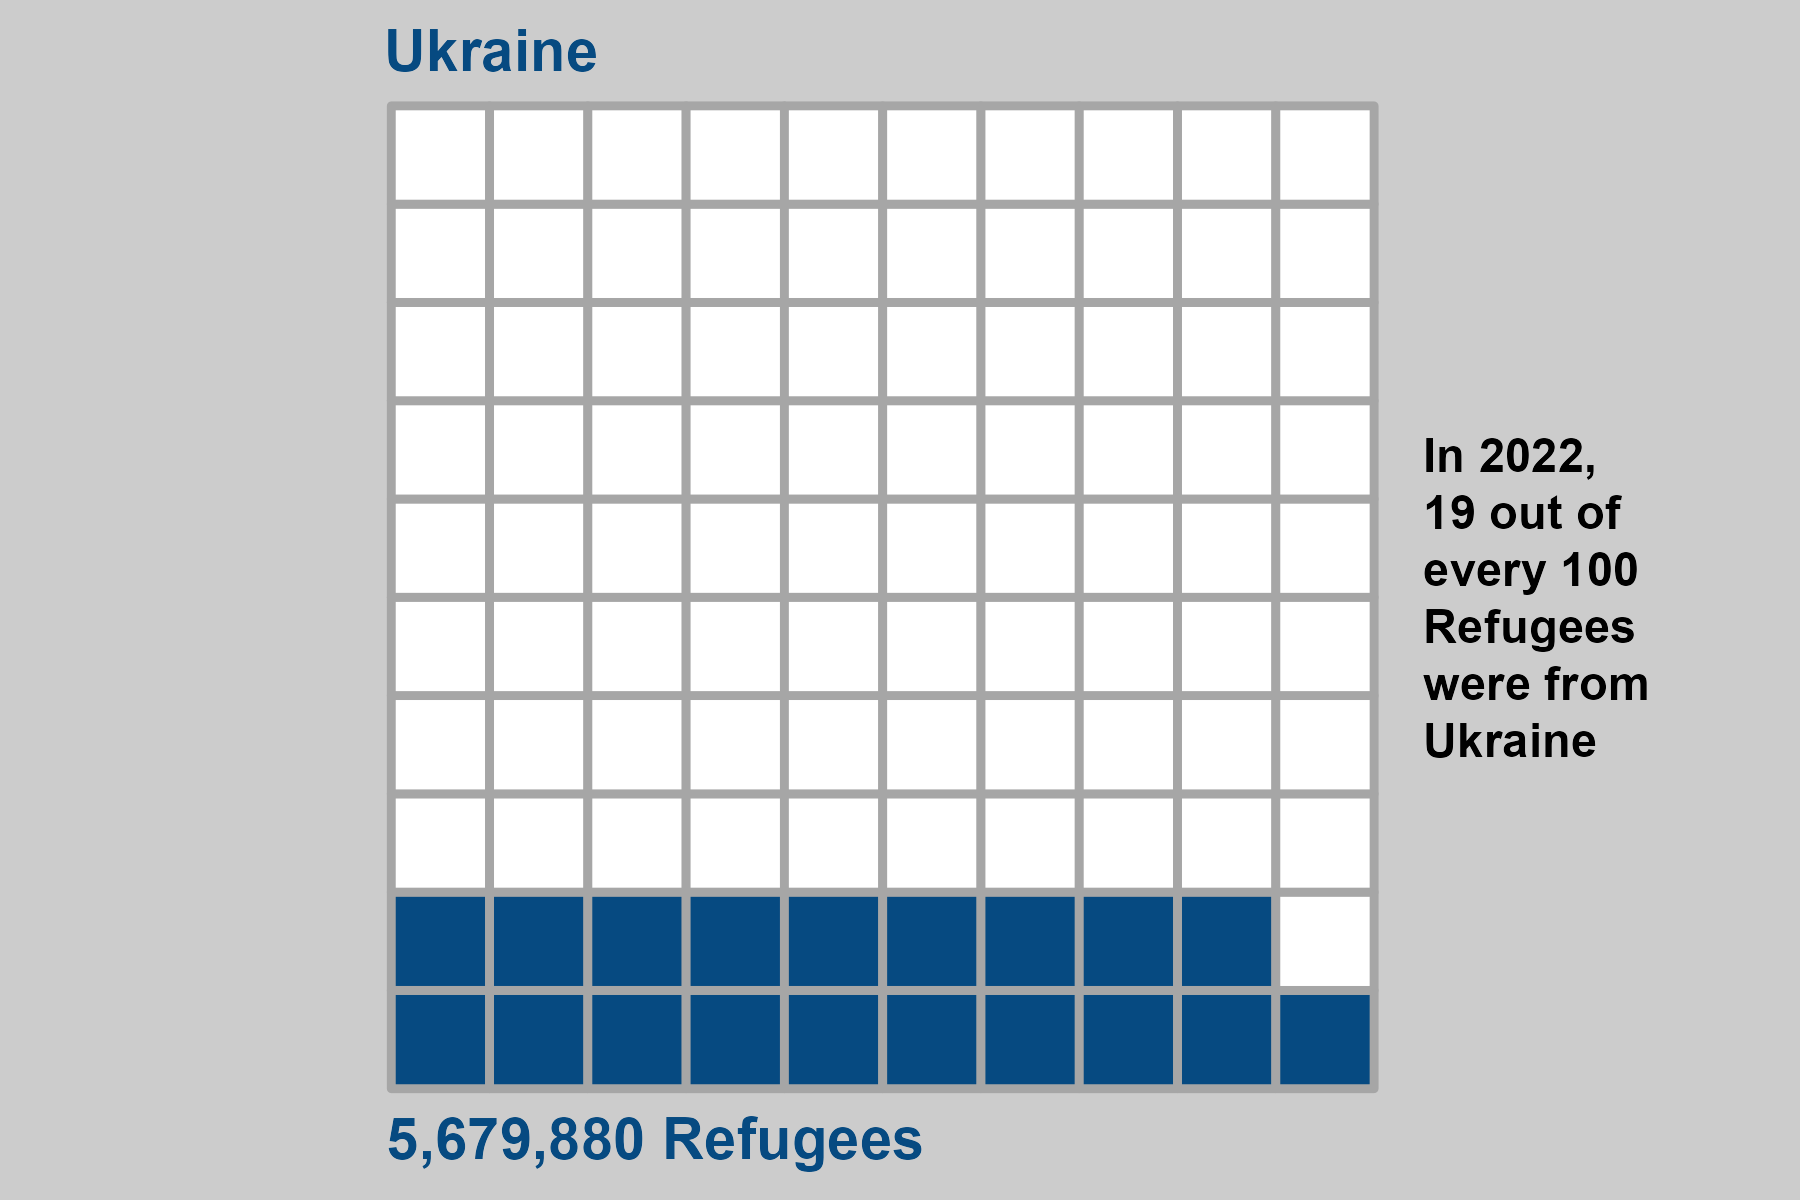 Ukraine
In 2022,
19 out of
every 100
Refugees
were from
Ukraine
5,679,880 Refugees